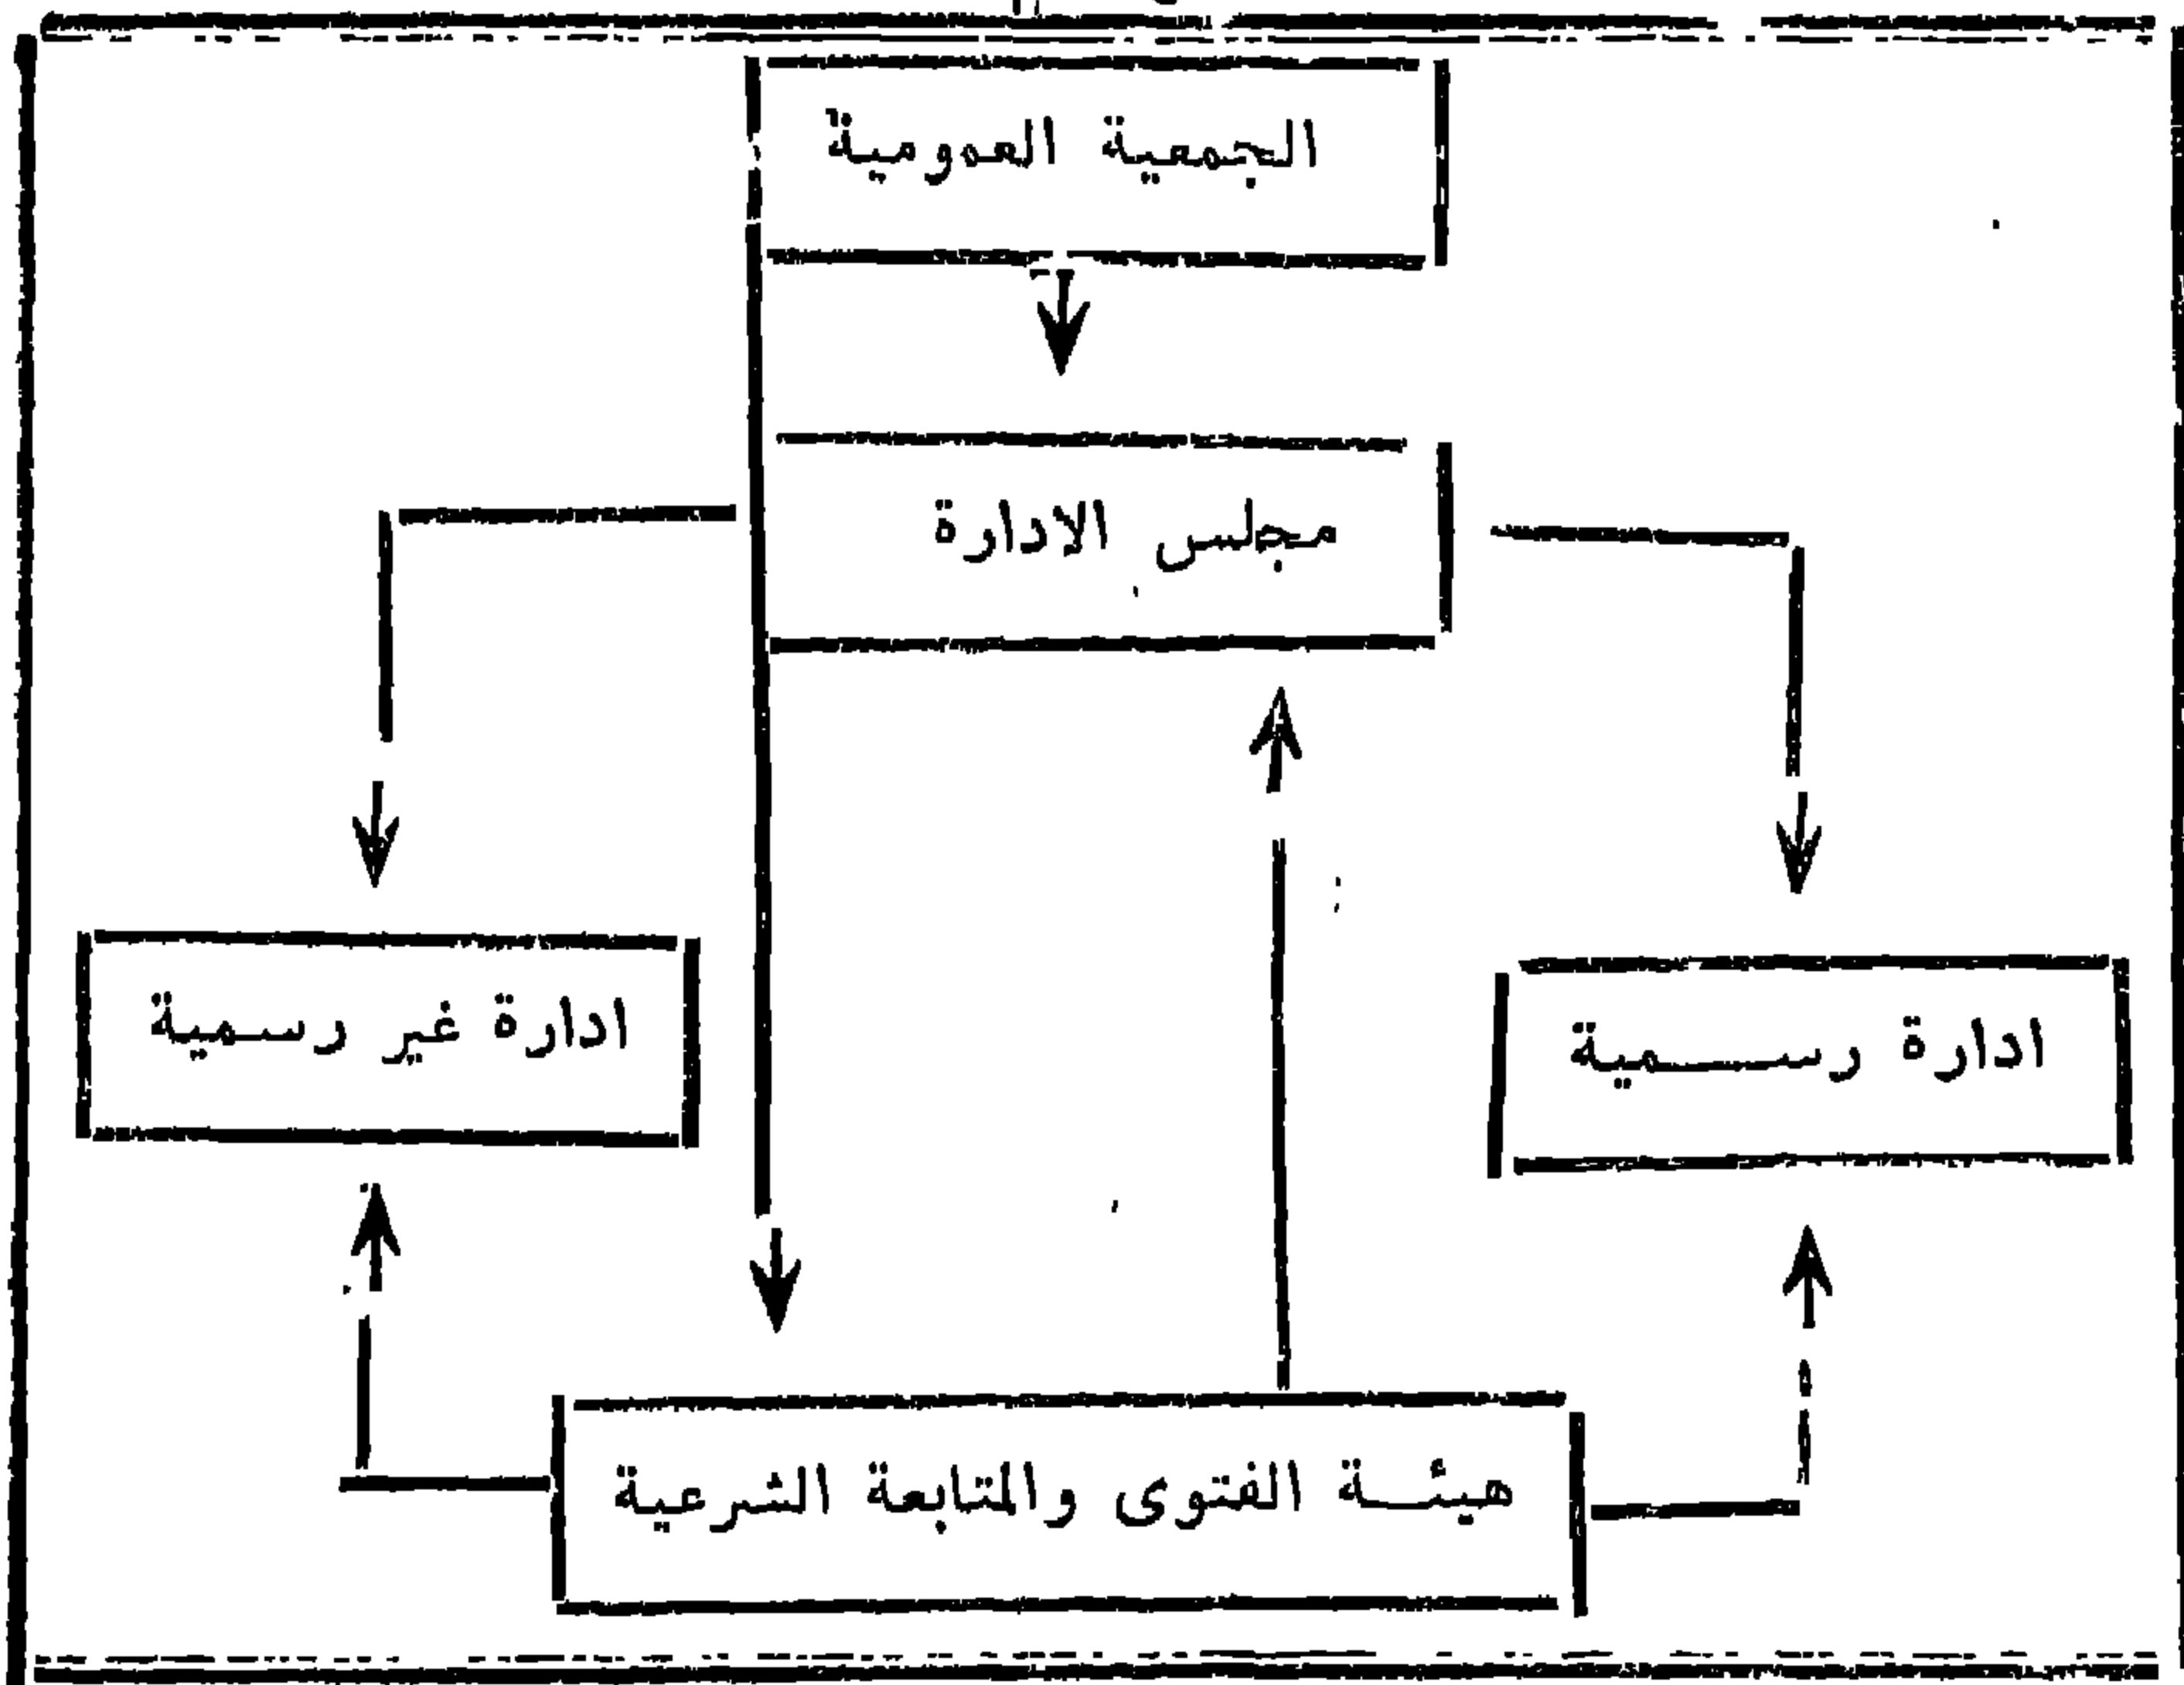 الجمعية العمومية
مجلس الادارة
ادارة رسمية
ادارة غير رسمية
هيئة الفتوى والمتابعة الشرعية